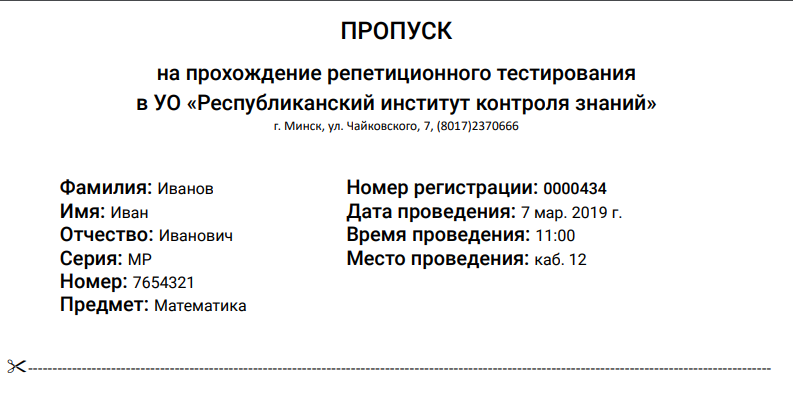 ПРОПУСК
на прохождение репетиционного тестирования
в УО «Республиканский институт контроля знаний»
г. Минск, ул. Чайковского, 7, (8017)2370666
Фамилия: Иванов
Имя: Иван
Отчество: Иванович
Серия: МР
Номер: 7654321
Предмет: Математика
Номер регистрации: 0000434
Дата проведения: 7 мар. 2019 г.
Время проведения: 11:00
Место проведения: каб. 12